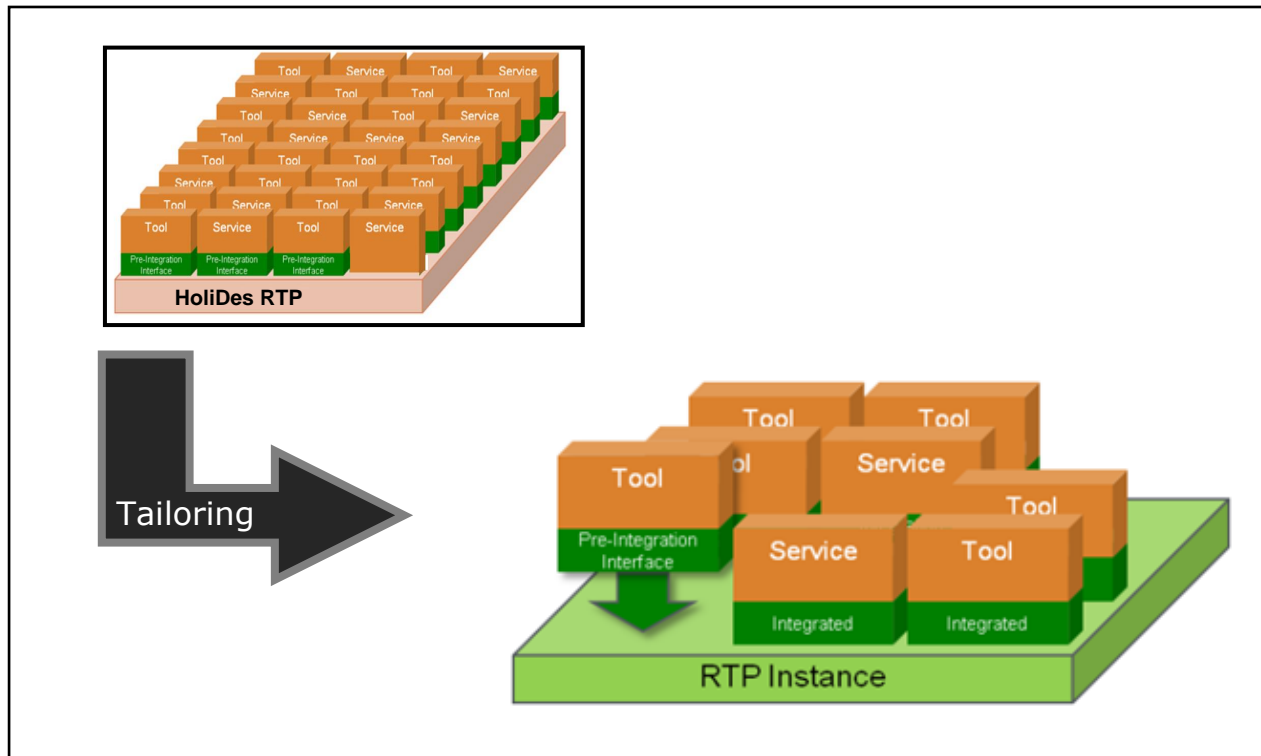 Tool Service Tool Service
Service Tool Tool Tool
Tool Service Tool Service
Tool Service Service Service
Tool Tool Tool Tool
Service Tool Tool Tool
Tool Service Tool Service
Tool Service Tool Service
Pre-Integration Pre-Integration Pre-Integration
Interface Interface Interface
HoliDes RTP
Tailoring
Tool Tool
ool Service
Tool
Pre-Integration
Interface
Tool
Service Tool
Integrated Integrated
RTP Instance